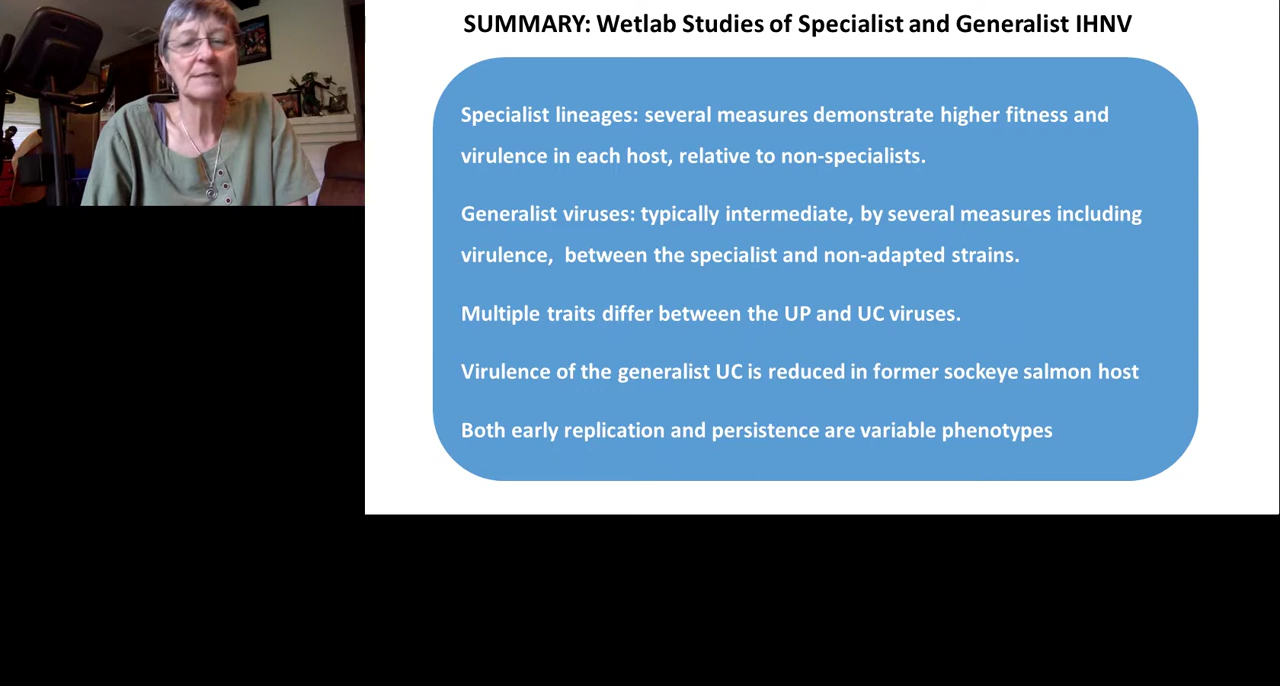 SUMMARY: Wetlab Studies of Specialist and Generalist IHNV
Specialist lineages: several measures demonstrate higher fitness and
virulence in each host, relative to non-specialists.
Generalist viruses: typically intermediate, by several measures including
virulence,  between the specialist and non-adapted strains.
Multiple traits differ between the UP and UC viruses.
Virulence of the generalist UC is reduced in former sockeye salmon host
Both early replication and persistence are variable phenotypes